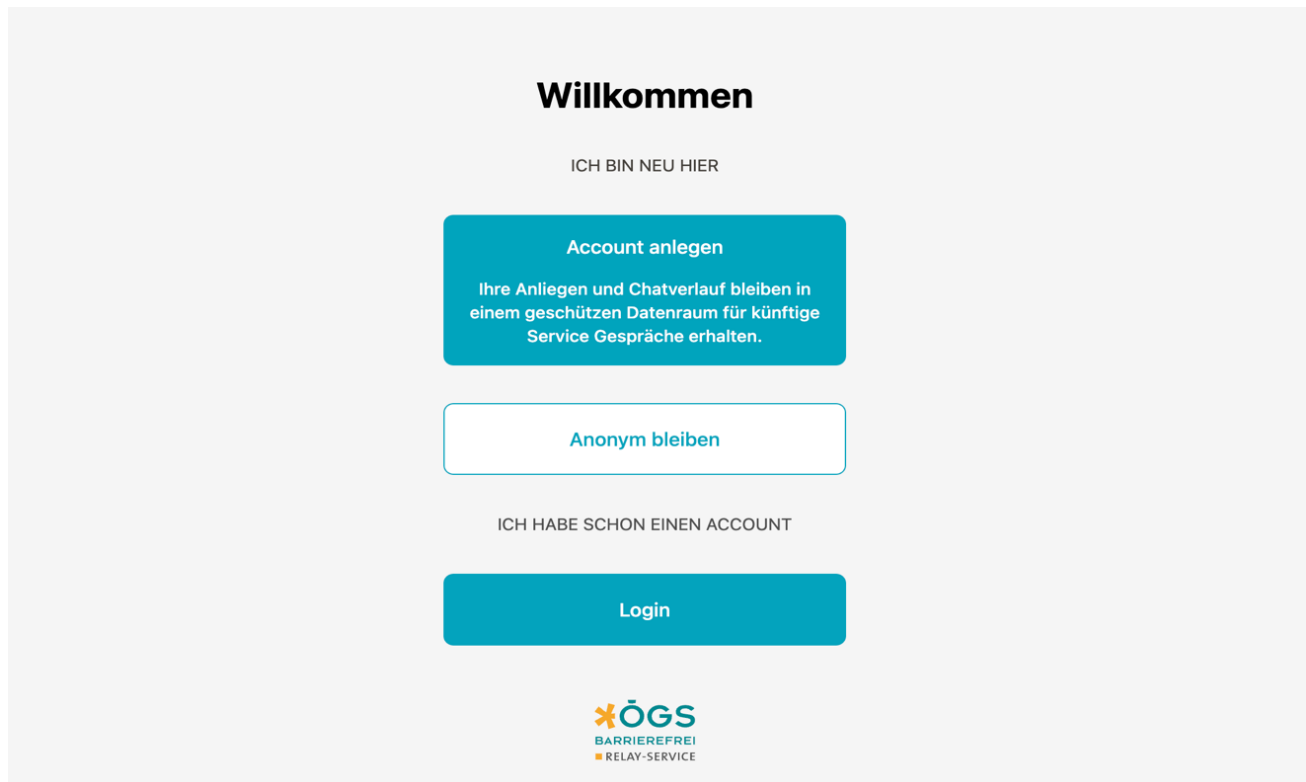 Willkommen
ICH BIN NEU HIER
Account anlegen
Ihre Anliegen und Chatverlauf bleiben in
einem geschützen Datenraum für künftige
Service Gespräche erhalten.
Anonym bleiben
ICH HABE SCHON EINEN ACCOUNT
Login
ÖGS
BARRIEREFREI
RELAY-SERVICE